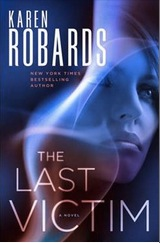 KAREN
ROBARDS
NEW YORK TIMES
BESTSELLING
AUTHOR
THE
LAST
A NOVEL
VICTIM